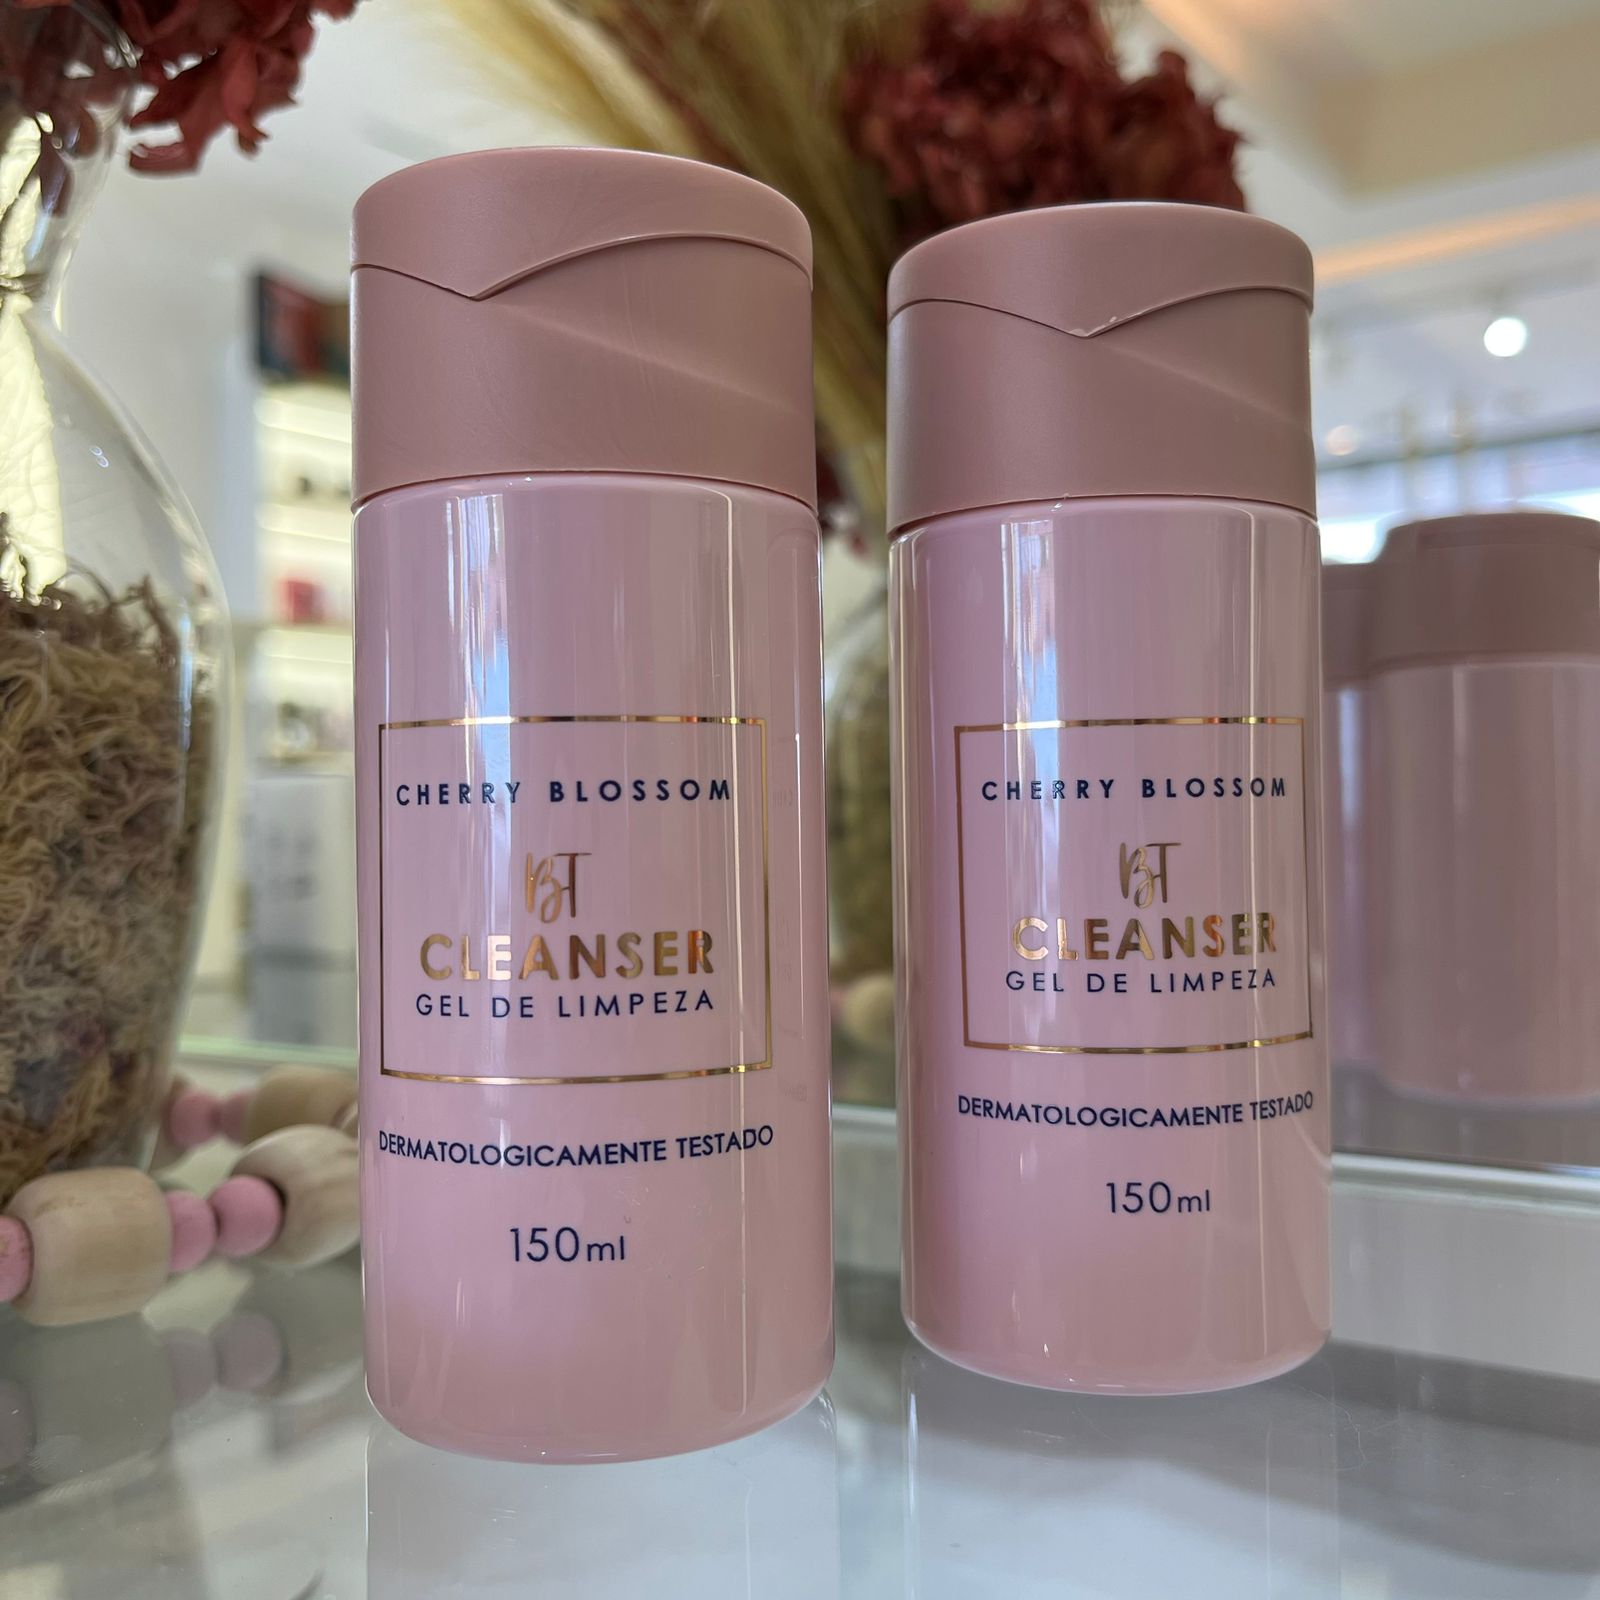 CHERRY BLOSSOM
BT
CLEANSER
GEL DE LIMPEZA
DERMATOLOGICAMENTE TESTADO
150ml
CHERRY BLOSSOM
BT
CLEANSER
GEL DE LIMPEZA
DERMATOLOGICAMENTE TESTADO
150ml